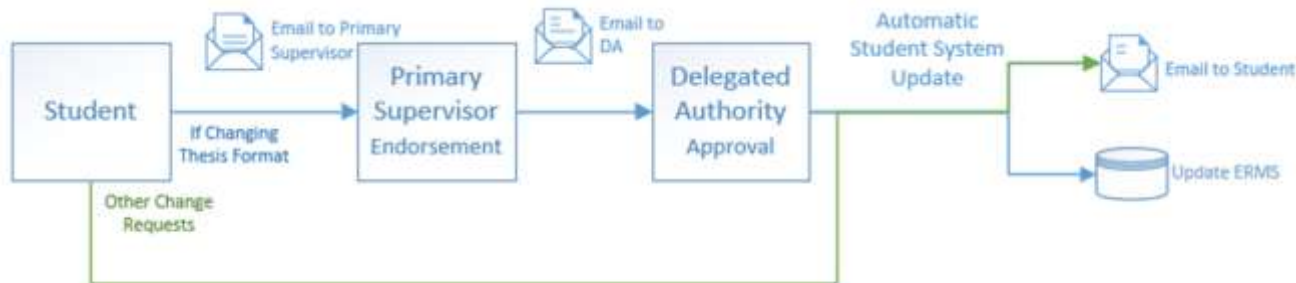 Email to Primary
Supervisor
Email to
DA
Automatic
Student System
Update
Email to Student
Student
Primary
Supervisor
Endorsement
Delegated
Authority
Approval
If Changing
Thesis Format
Update ERMS
Other Change
Requests